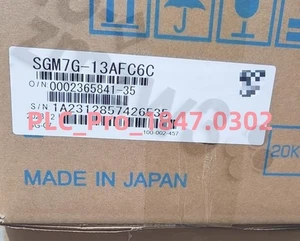 SGM7G-13AFC6C
O/N 0002365841-35
S/N 1A2312857426535
PLC_Pro_1847.0302
100-002-457
20K
MADE IN JAPAN